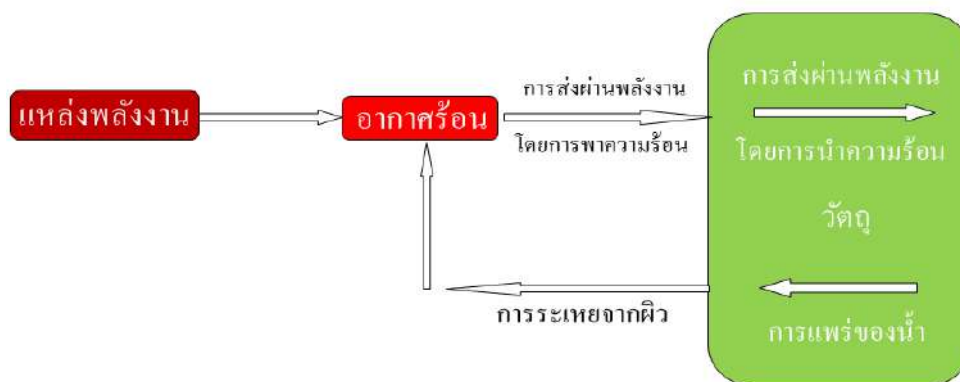 แหล่งพลังงาน
อากาศร้อน
การส่งผ่านพลังงาน
โดยการพาความร้อน
การส่งผ่านพลังงาน
โดยการนำความร้อน
วัตถุ
การระเหยจากผิว
การแพร่ของน้ำ